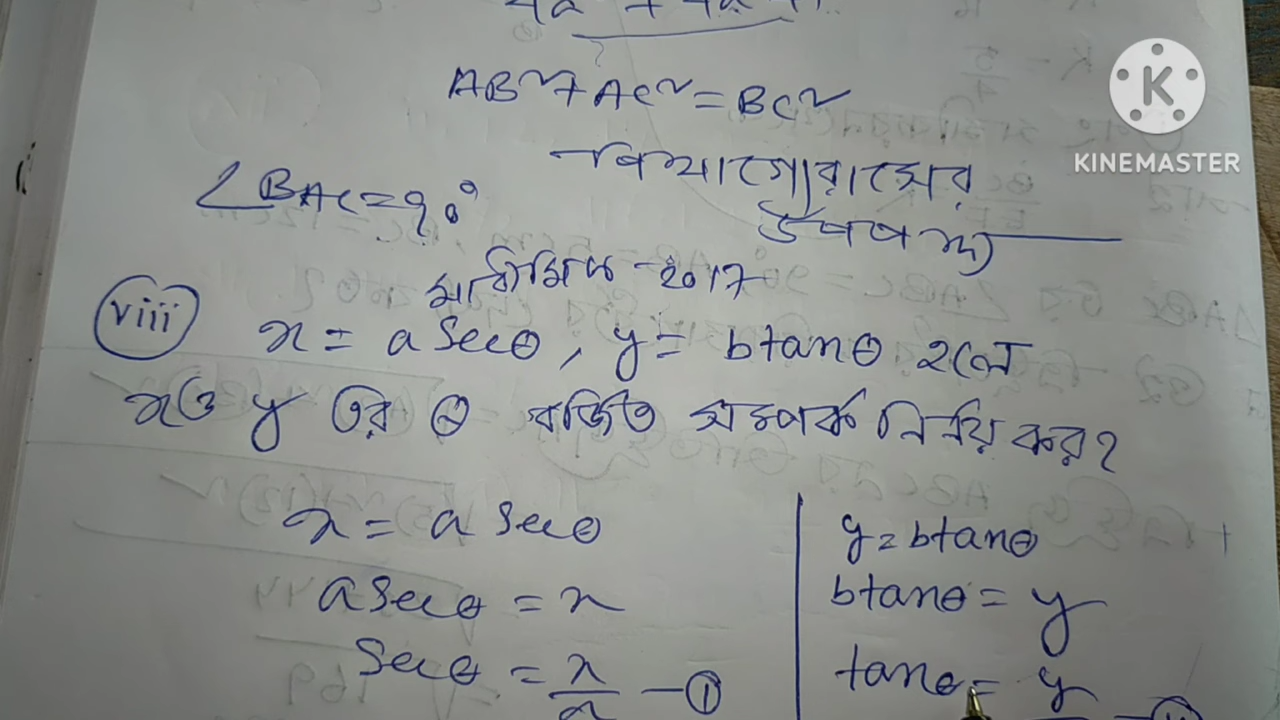 AB² + AC² = BC²
KINEMASTER
∠BAC = ৯০°
পিথাগোরাসের
উপপাদ্য
মাধ্যমিক - 2017
viii
x = a secθ, y = b tanθ হলে
x ও y এর θ বর্জিত সম্পর্ক নির্ণয় কর?
x = a secθ
y = b tanθ
a secθ = x
b tanθ = y
secθ = x/a — ①
tanθ = y